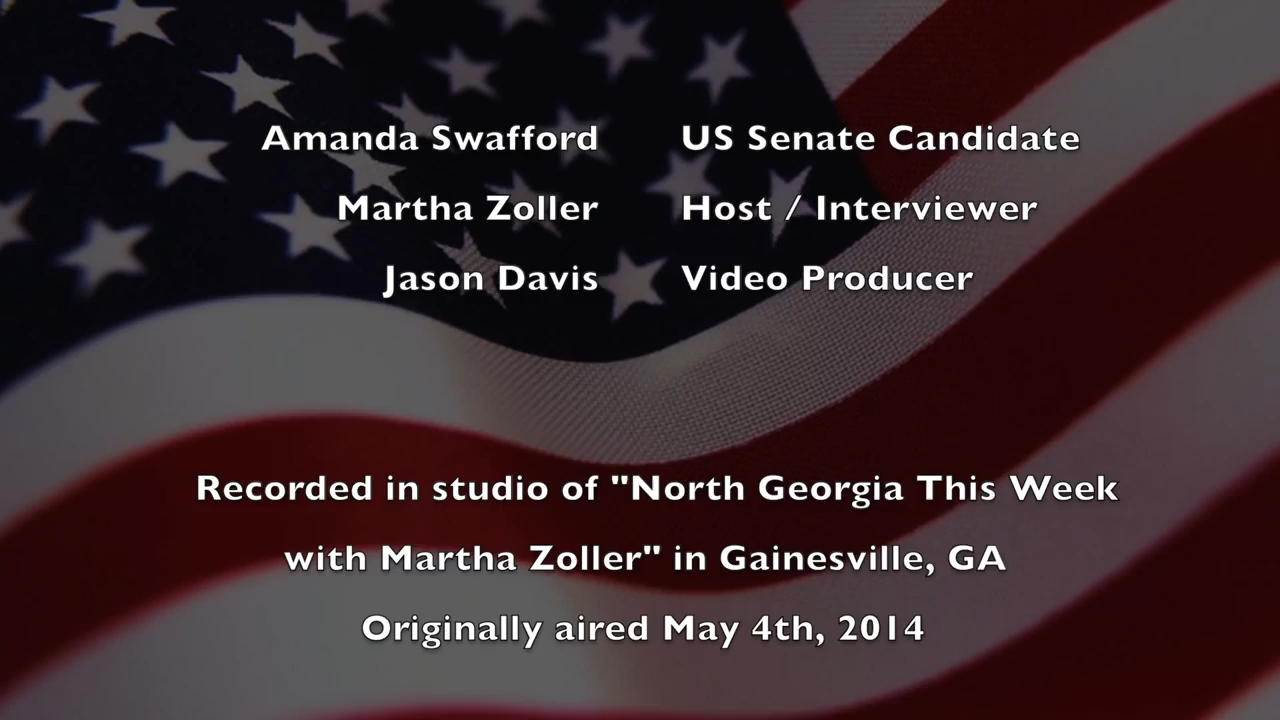 Amanda Swafford US Senate Candidate
Martha Zoller Host / Interviewer
Jason Davis Video Producer
Recorded in studio of "North Georgia This Week
with Martha Zoller" in Gainesville, GA
Originally aired May 4th, 2014